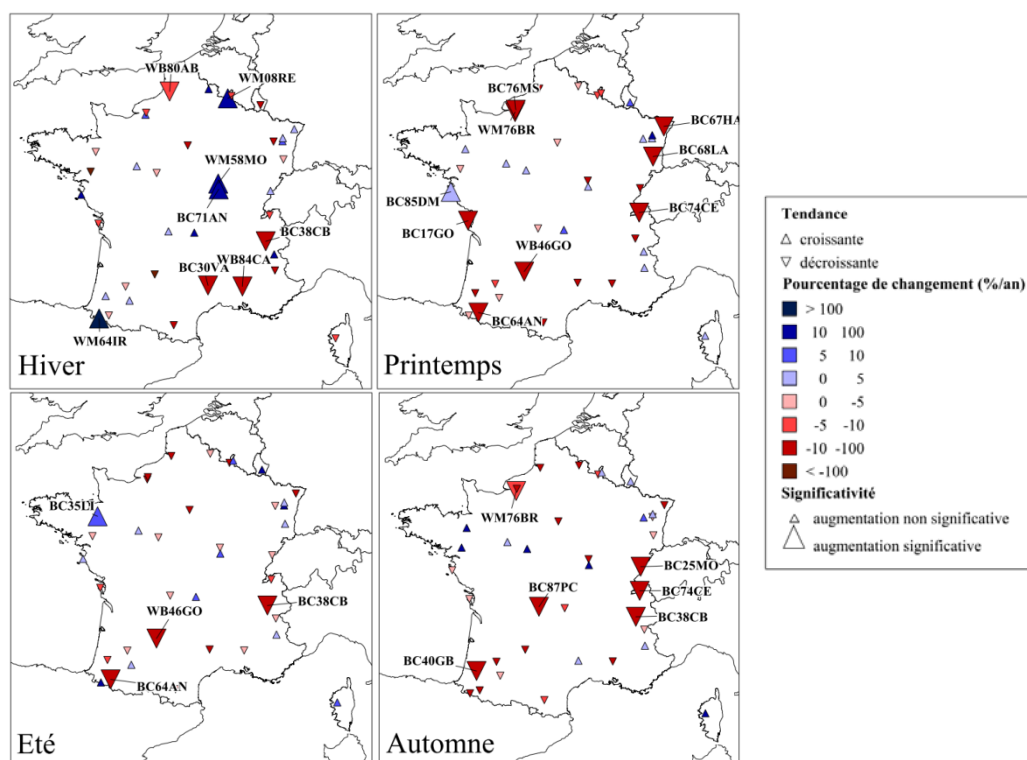 WB80AB
WM08RE
WM58MO
BC71AN
BC38CB
BC30VA
WB84CA
WM64IR
Hiver
BC76MS
WM76BR
BC67HA
BC68LA
BC85DM
BC74CE
BC17GO
WB46GO
BC64AN
Printemps
BC35LI
BC38CB
WB46GO
BC64AN
Eté
WM76BR
BC25MO
BC87PC
BC74CE
BC38CB
BC40GB
Automne
Tendance
croissante
décroissante
Pourcentage de changement (%/an)
> 100
10 100
5 10
0 5
0 -5
-5 -10
-10 -100
< -100
Significativité
augmentation non significative
augmentation significative